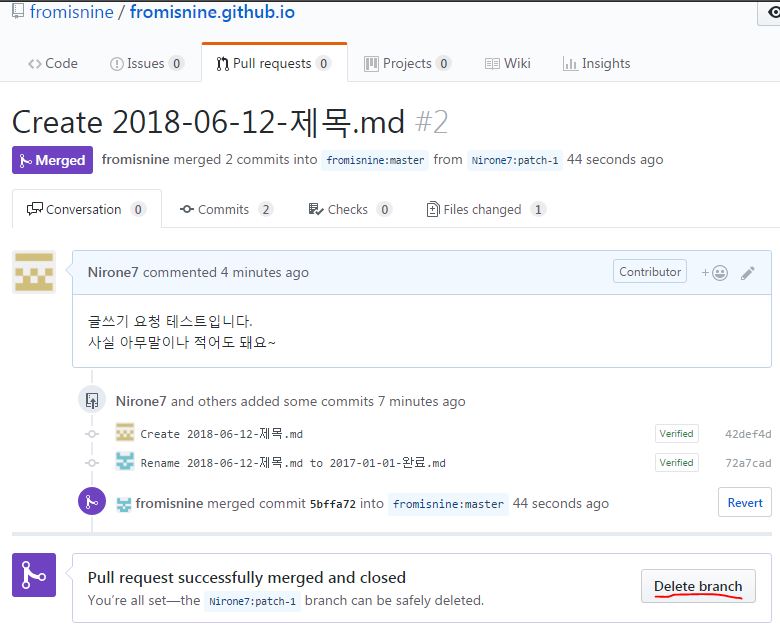 fromisnine / fromisnine.github.io
Code Issues 0 Pull requests 0 Projects 0 Wiki Insights
Create 2018-06-12-제목.md #2
Merged fromisnine merged 2 commits into fromisnine:master from Nirone7:patch-1 44 seconds ago
Conversation 0 Commits 2 Checks 0 Files changed 1
Nirone7 commented 4 minutes ago Contributor +
글쓰기 요청 테스트입니다.
사실 아무말이나 적어도 돼요~
Nirone7 and others added some commits 7 minutes ago
Create 2018-06-12-제목.md Verified 42def4d
Rename 2018-06-12-제목.md to 2017-01-01-완료.md Verified 72a7cad
fromisnine merged commit 5bffa72 into fromisnine:master 44 seconds ago Revert
Pull request successfully merged and closed
You're all set—the Nirone7:patch-1 branch can be safely deleted.
Delete branch